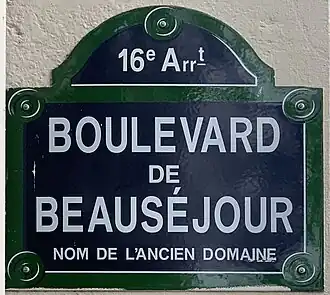 16e Arrt
BOULEVARD
DE
BEAUSÉJOUR
NOM DE L'ANCIEN DOMAINE